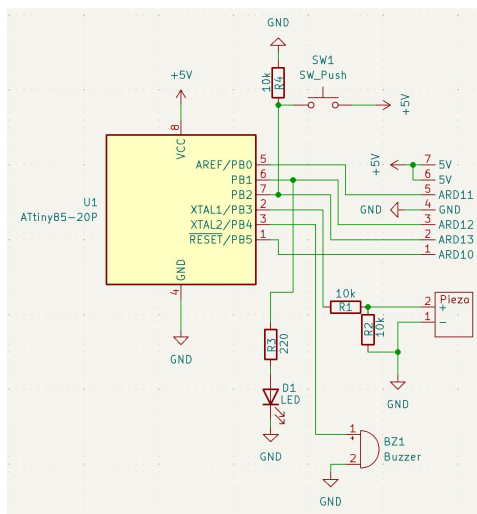 GND
SW1
SW_Push
10k
R4
+5V
+5V
8
VCC
U1
ATtiny85-20P
AREF/PB0
PB1
PB2
XTAL1/PB3
XTAL2/PB4
RESET/PB5
5
6
7
2
3
1
GND
4
GND
+5V
7 5V
6 5V
5 ARD11
GND
4 GND
3 ARD12
2 ARD13
1 ARD10
10k
R1
R2
10k
Piezo
2 +
1 −
GND
R3
220
D1
LED
GND
1
+
2
BZ1
Buzzer
GND